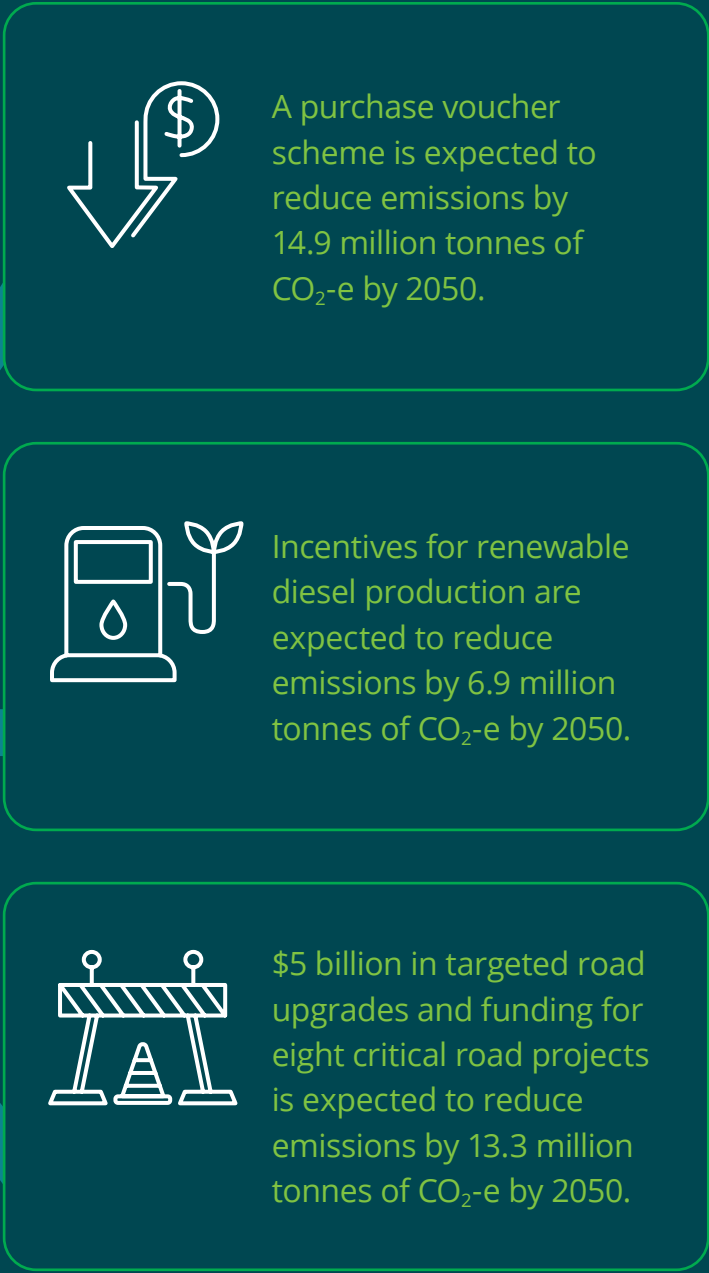 $
A purchase voucher
scheme is expected to
reduce emissions by
14.9 million tonnes of
CO₂-e by 2050.
Incentives for renewable
diesel production are
expected to reduce
emissions by 6.9 million
tonnes of CO₂-e by 2050.
$5 billion in targeted road
upgrades and funding for
eight critical road projects
is expected to reduce
emissions by 13.3 million
tonnes of CO₂-e by 2050.